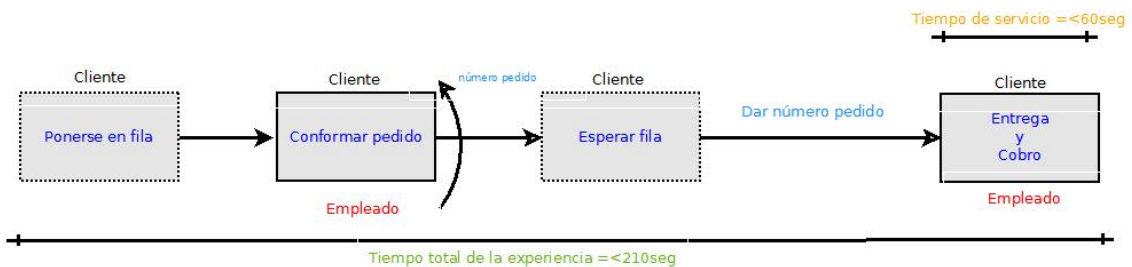 Tiempo de servicio =<60seg
Cliente
Ponerse en fila
Cliente
Conformar pedido
Empleado
número pedido
Cliente
Esperar fila
Dar número pedido
Cliente
Entrega
y
Cobro
Empleado
Tiempo total de la experiencia =<210seg